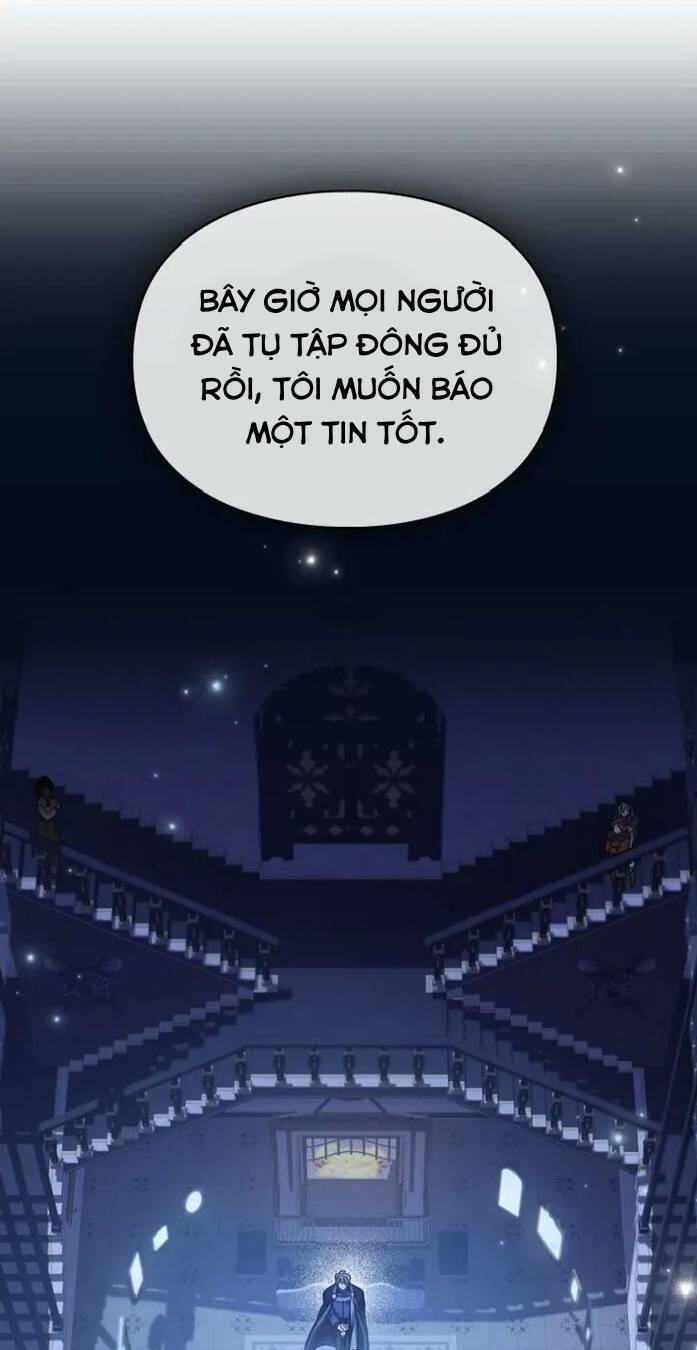 BÂY GIỜ MỌI NGƯỜI
ĐÃ TỤ TẬP ĐÔNG ĐỦ
RỒI, TÔI MUỐN BÁO
MỘT TIN TỐT.